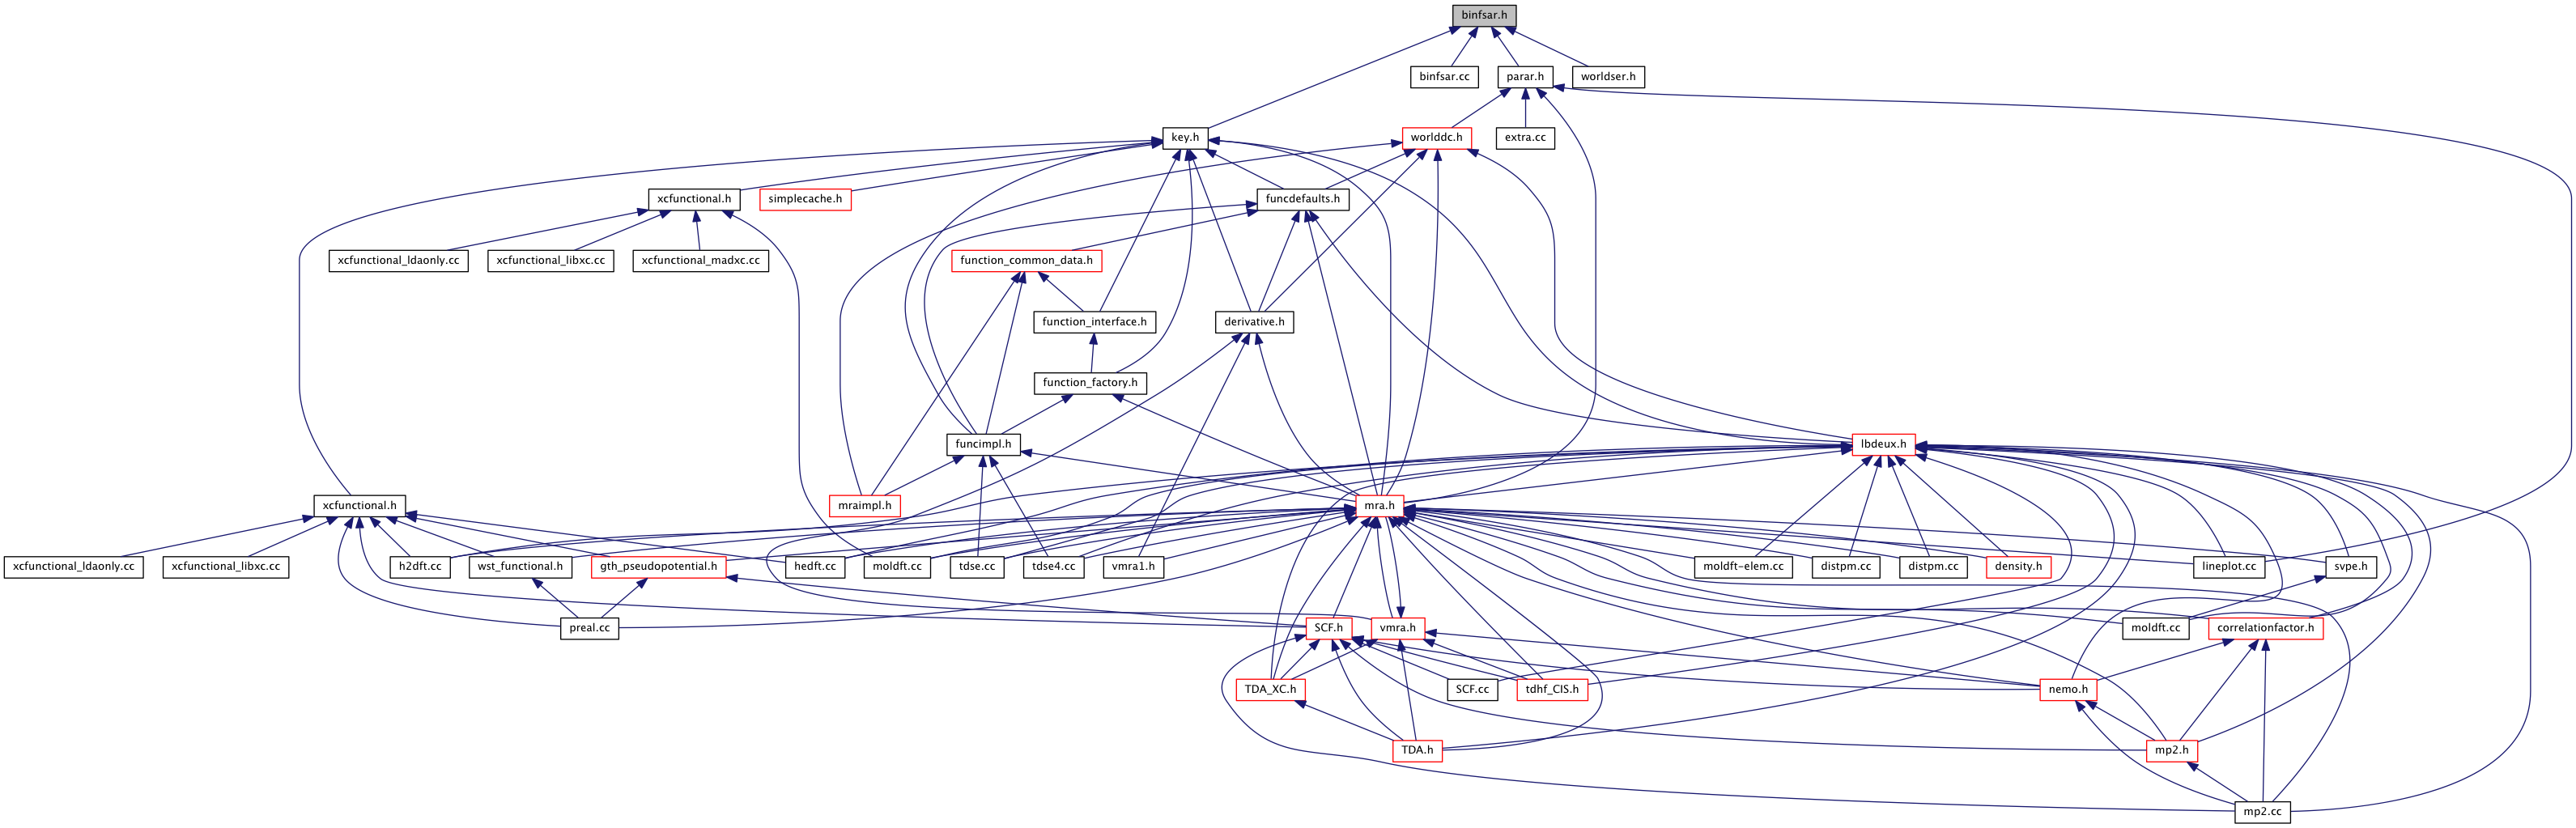 binfsar.h
binfsar.cc
parar.h
worldser.h
key.h
worlddc.h
extra.cc
xcfunctional.h
simplecache.h
funcdefaults.h
xcfunctional_ldaonly.cc
xcfunctional_libxc.cc
xcfunctional_madxc.cc
function_common_data.h
function_interface.h
derivative.h
function_factory.h
funcimpl.h
lbdeux.h
xcfunctional.h
mraimpl.h
mra.h
xcfunctional_ldaonly.cc
xcfunctional_libxc.cc
h2dft.cc
wst_functional.h
gth_pseudopotential.h
hedft.cc
moldft.cc
tdse.cc
tdse4.cc
vmra1.h
moldft-elem.cc
distpm.cc
distpm.cc
density.h
lineplot.cc
svpe.h
preal.cc
SCF.h
vmra.h
moldft.cc
correlationfactor.h
TDA_XC.h
SCF.cc
tdhf_CIS.h
nemo.h
TDA.h
mp2.h
mp2.cc